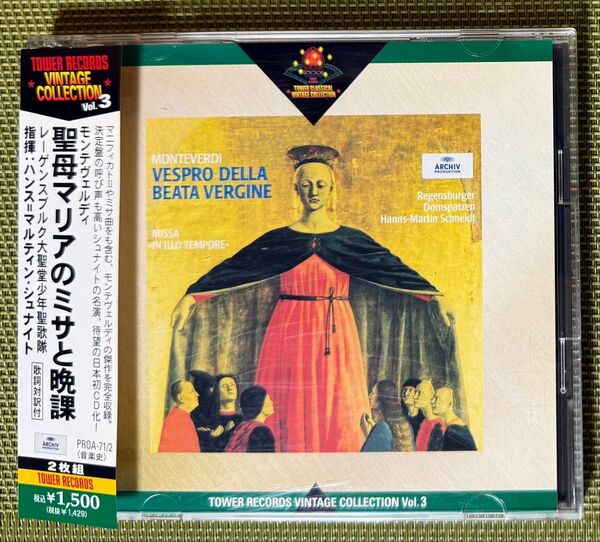 TOWER RECORDS
VINTAGE
COLLECTION
Vol.3
マニフィカトⅡやミサ曲をも含む、モンテヴェルディの傑作を完全収録。
決定盤の呼び声も高いシュナイトの名演、待望の日本初CD化!
モンテヴェルディ
聖母マリアのミサと晩課
レーゲンスブルク大聖堂少年聖歌隊
指揮:ハンス=マルティン・シュナイト
歌詞対訳付
ARCHIV
PROA-71/2
(音楽史)
2枚組
TOWER RECORDS
税込¥1,500
(税抜¥1,429)
TOWER CLASSICAL
VINTAGE COLLECTION
MONTEVERDI
VESPRO DELLA
BEATA VERGINE
MISSA
»IN ILLO TEMPORE«
ARCHIV
PRODUKTION
Regensburger
Domspatzen
Hanns-Martin Schneidt
TOWER RECORDS VINTAGE COLLECTION Vol.3